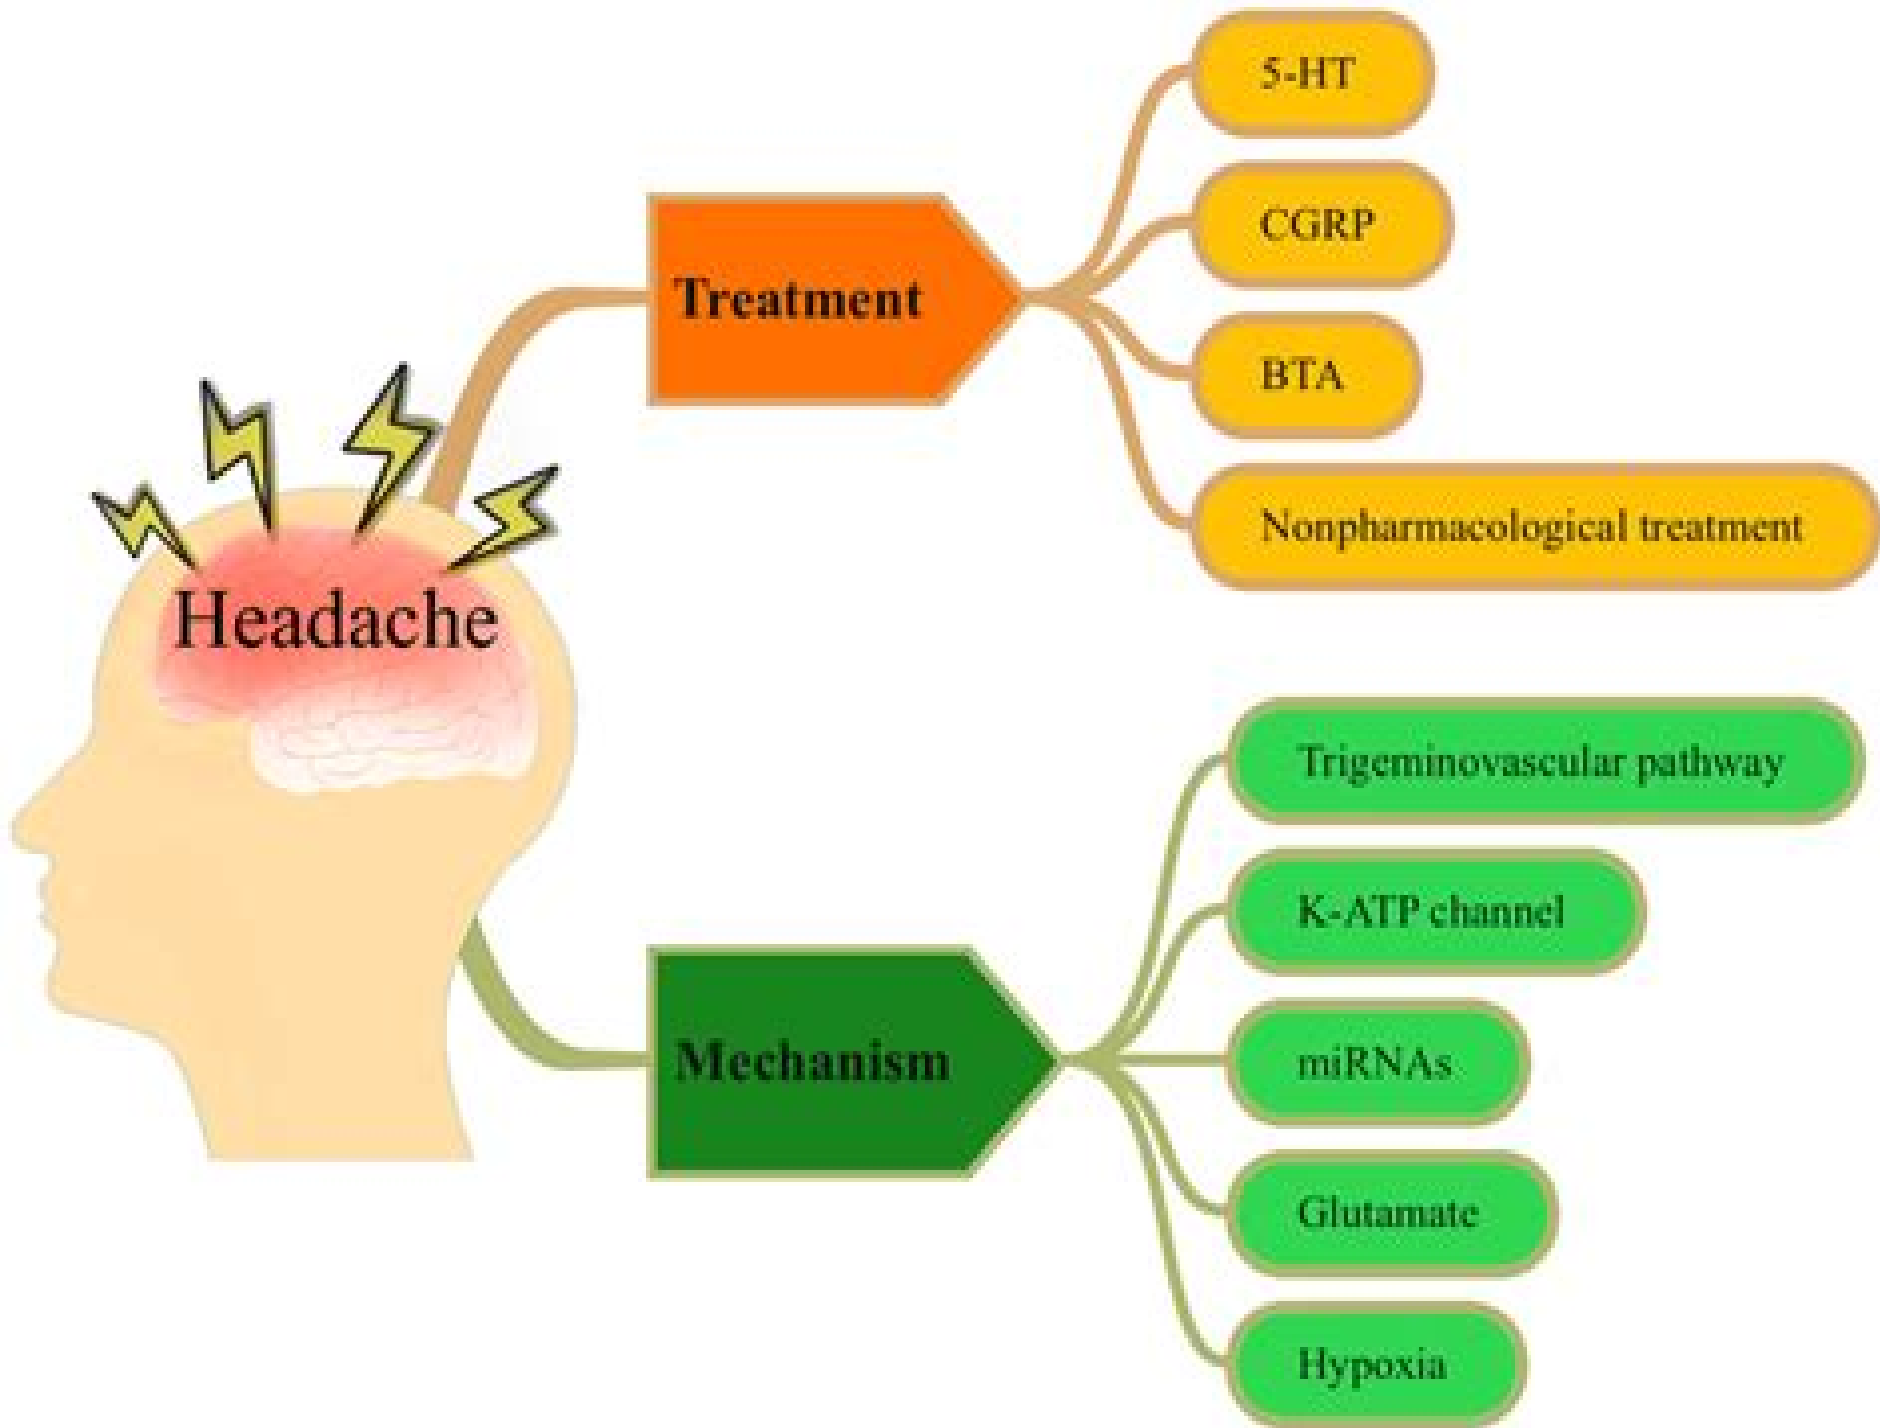 Headache
Treatment
5-HT
CGRP
BTA
Nonpharmacological treatment
Mechanism
Trigeminovascular pathway
K-ATP channel
miRNAs
Glutamate
Hypoxia